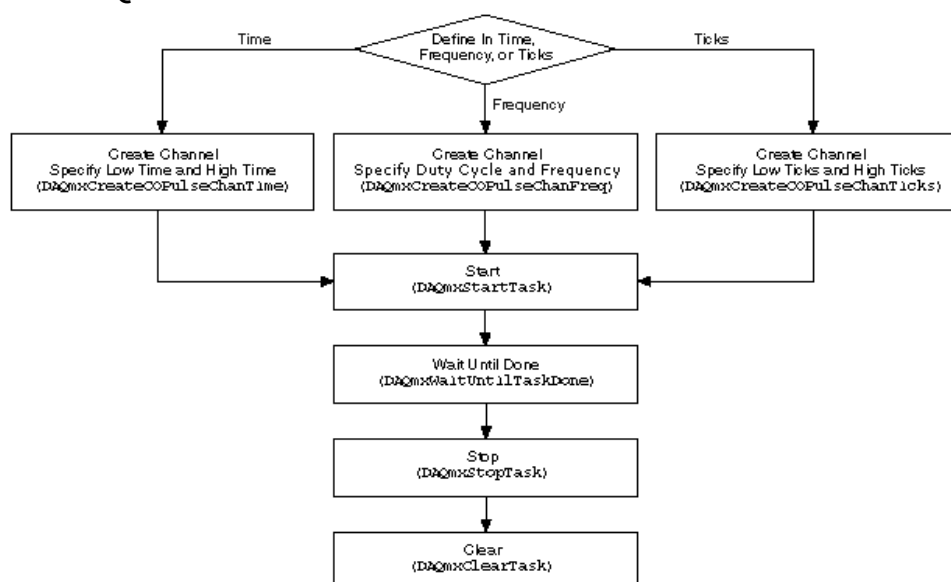 Time
Define In Time,
Frequency, or Ticks
Ticks
Frequency
Create Channel
Specify Low Time and High Time
(DAQmxCreateCOPulseChanTime)
Create Channel
Specify Duty Cycle and Frequency
(DAQmxCreateCOPulseChanFreq)
Create Channel
Specify Low Ticks and High Ticks
(DAQmxCreateCOPulseChanTicks)
Start
(DAQmxStartTask)
Wait Until Done
(DAQmxWaitUntilTaskDone)
Stop
(DAQmxStopTask)
Clear
(DAQmxClearTask)